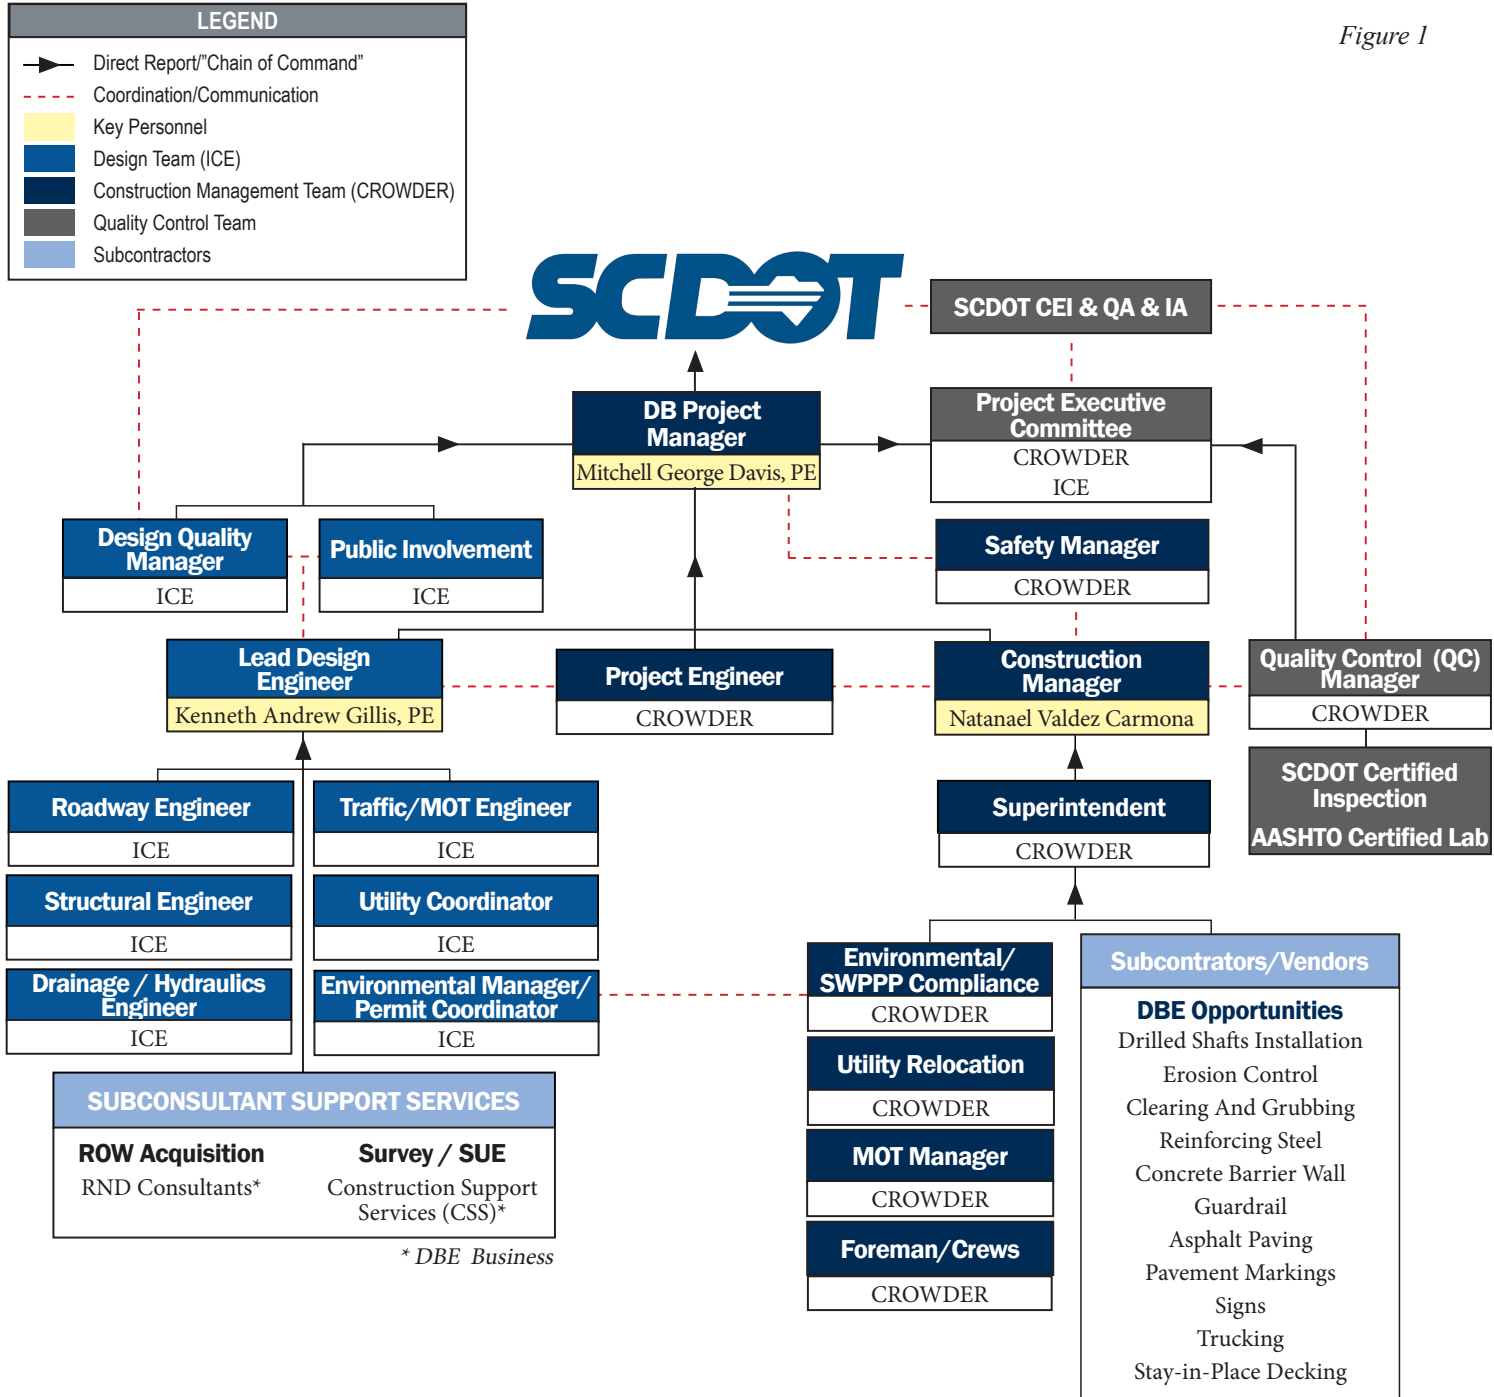 LEGEND
Direct Report/"Chain of Command"
Coordination/Communication
Key Personnel
Design Team (ICE)
Construction Management Team (CROWDER)
Quality Control Team
Subcontractors
Figure 1
SCDOT
SCDOT CEI & QA & IA
DB Project
Manager
Mitchell George Davis, PE
Project Executive
Committee
CROWDER
ICE
Design Quality
Manager
ICE
Public Involvement
ICE
Safety Manager
CROWDER
Lead Design
Engineer
Kenneth Andrew Gillis, PE
Project Engineer
CROWDER
Construction
Manager
Natanael Valdez Carmona
Quality Control (QC)
Manager
CROWDER
SCDOT Certified
Inspection
AASHTO Certified Lab
Roadway Engineer
ICE
Traffic/MOT Engineer
ICE
Superintendent
CROWDER
Structural Engineer
ICE
Utility Coordinator
ICE
Drainage / Hydraulics
Engineer
ICE
Environmental Manager/
Permit Coordinator
ICE
Environmental/
SWPPP Compliance
CROWDER
Utility Relocation
CROWDER
MOT Manager
CROWDER
Foreman/Crews
CROWDER
Subcontrators/Vendors
DBE Opportunities
Drilled Shafts Installation
Erosion Control
Clearing And Grubbing
Reinforcing Steel
Concrete Barrier Wall
Guardrail
Asphalt Paving
Pavement Markings
Signs
Trucking
Stay-in-Place Decking
SUBCONSULTANT SUPPORT SERVICES
ROW Acquisition
RND Consultants*
Survey / SUE
Construction Support
Services (CSS)*
* DBE Business